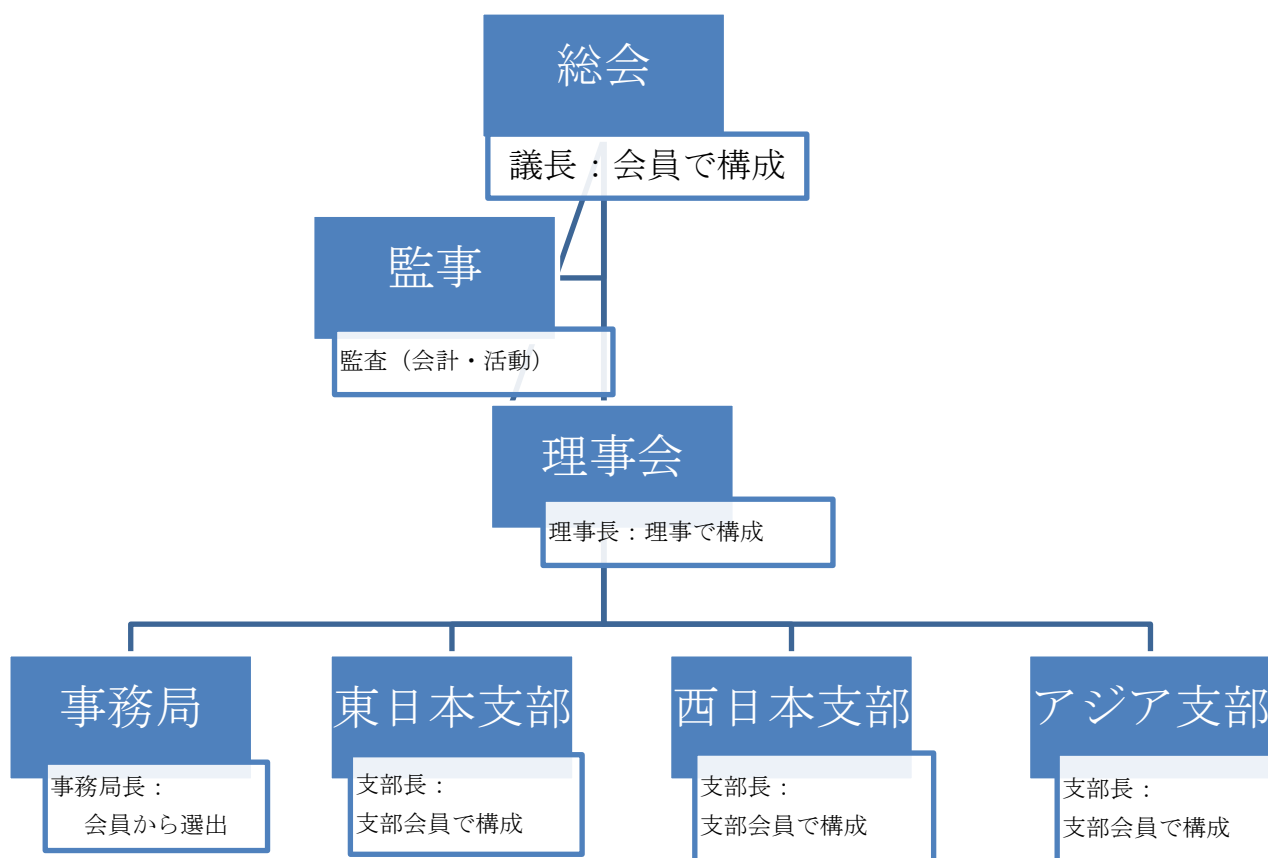 総会
議長：会員で構成
監事
監査（会計・活動）
理事会
理事長：理事で構成
事務局
事務局長：
会員から選出
東日本支部
支部長：
支部会員で構成
西日本支部
支部長：
支部会員で構成
アジア支部
支部長：
支部会員で構成